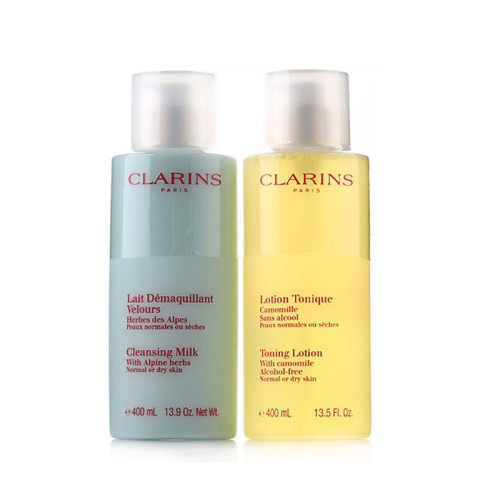 CLARINS
PARIS
Lait Démaquillant
Velours
Herbes des Alpes
Peaux normales ou sèches
Cleansing Milk
With Alpine herbs
Normal or dry skin
e 400 mL 13.9 Oz. Net Wt.
CLARINS
PARIS
Lotion Tonique
Camomille
Sans alcool
Peaux normales ou sèches
Toning Lotion
With camomile
Alcohol-free
Normal or dry skin
e 400 mL 13.5 Fl. Oz.